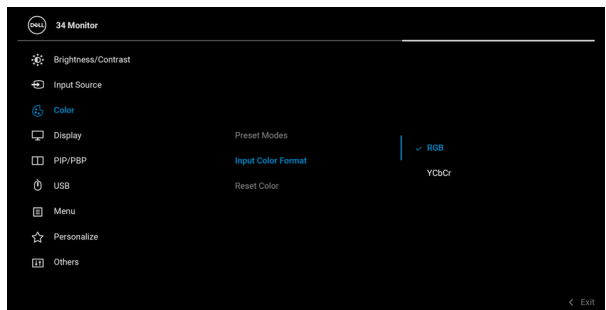 DELL 34 Monitor
Brightness/Contrast
Input Source
Color
Display
PIP/PBP
USB
Menu
Personalize
Others
Preset Modes
Input Color Format
Reset Color
RGB
YCbCr
Exit